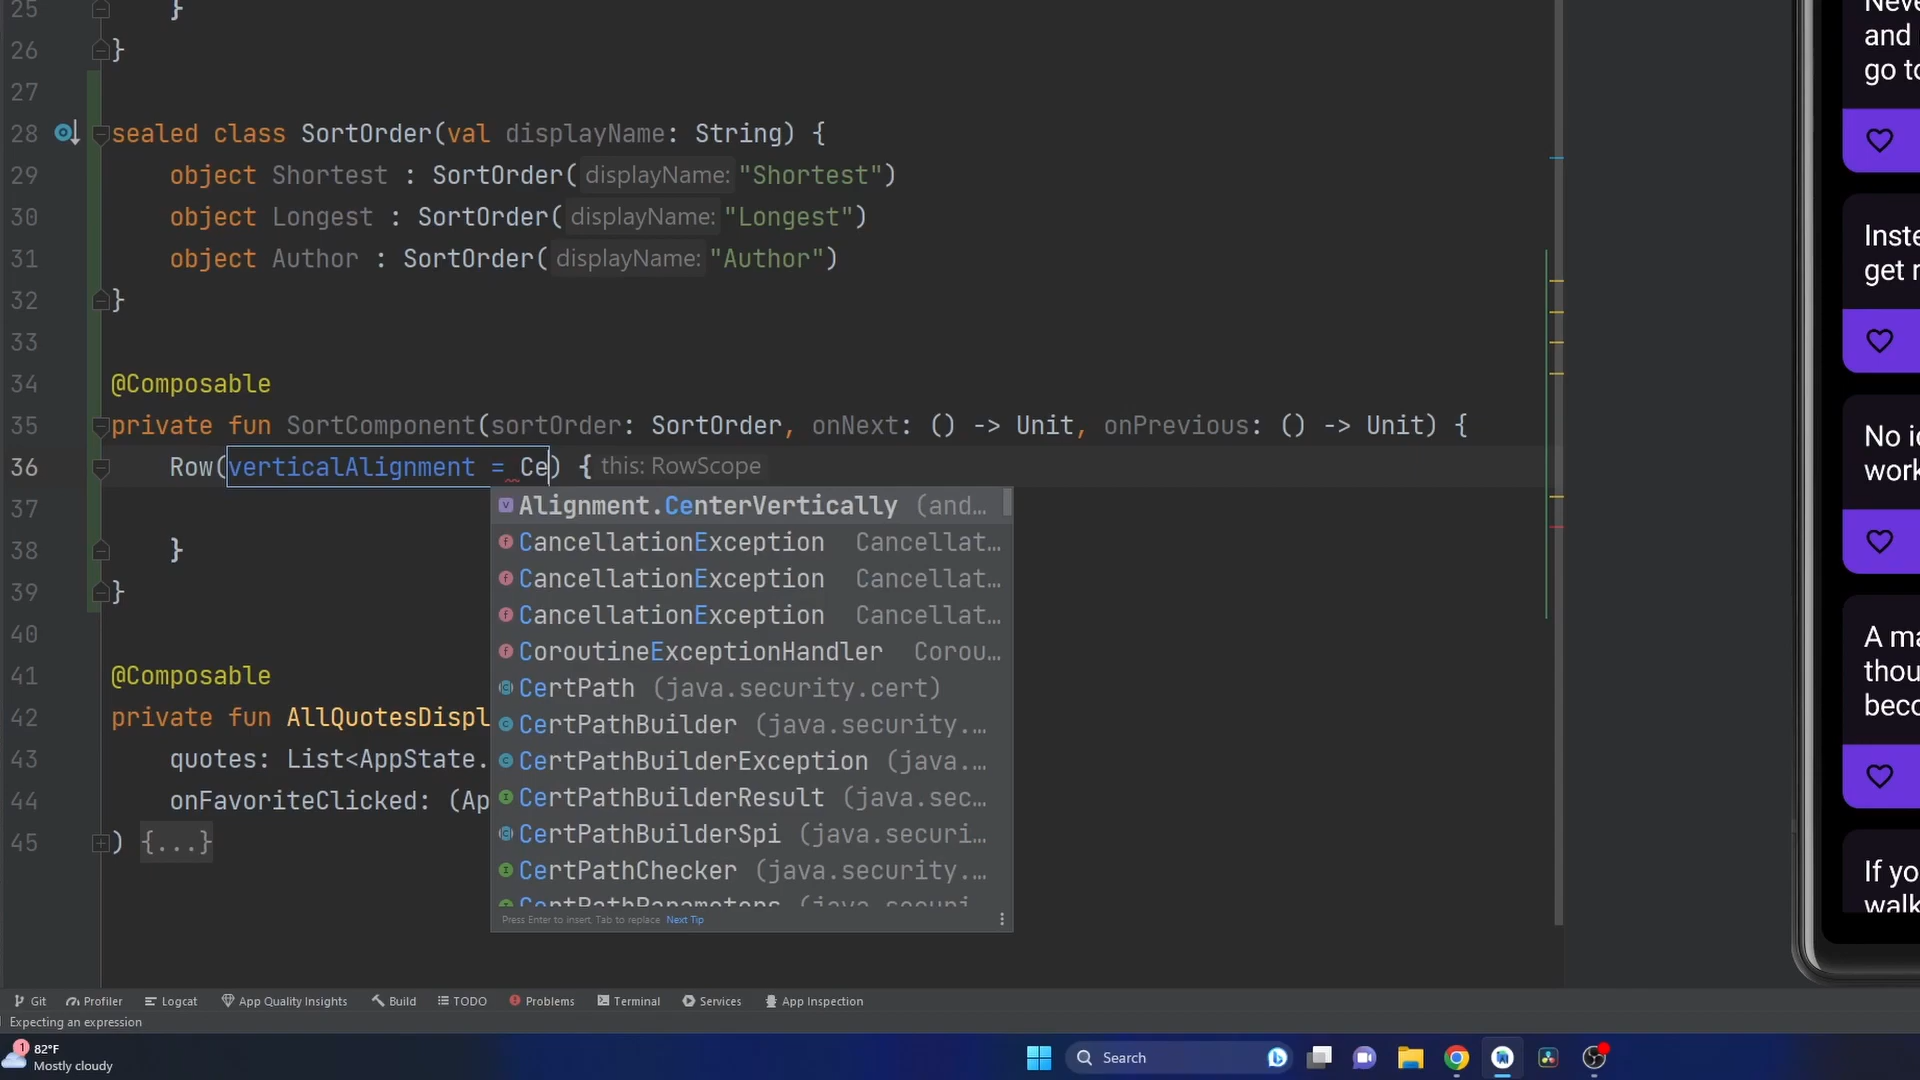 25 }
26 }
27
28 sealed class SortOrder(val displayName: String) {
29 object Shortest : SortOrder( displayName: "Shortest")
30 object Longest : SortOrder( displayName: "Longest")
31 object Author : SortOrder( displayName: "Author")
32 }
33
34 @Composable
35 private fun SortComponent(sortOrder: SortOrder, onNext: () -> Unit, onPrevious: () -> Unit) {
36 Row(verticalAlignment = Ce) { this: RowScope
37
38 }
39 }
40
41 @Composable
42 private fun AllQuotesDispl
43 quotes: List<AppState.
44 onFavoriteClicked: (Ap
45 ) {...}
Alignment.CenterVertically (and...
CancellationException Cancellat...
CancellationException Cancellat...
CancellationException Cancellat...
CoroutineExceptionHandler Corou...
CertPath (java.security.cert)
CertPathBuilder (java.security....
CertPathBuilderException (java....
CertPathBuilderResult (java.sec...
CertPathBuilderSpi (java.securi...
CertPathChecker (java.security....
CertPathParameters (java.securi
Press Enter to insert, Tab to replace Next Tip
Neve
and
go to
Inste
get r
No id
work
A ma
thou
beco
If yo
walk
Git Profiler Logcat App Quality Insights Build TODO Problems Terminal Services App Inspection
Expecting an expression
1
82°F
Mostly cloudy
Search